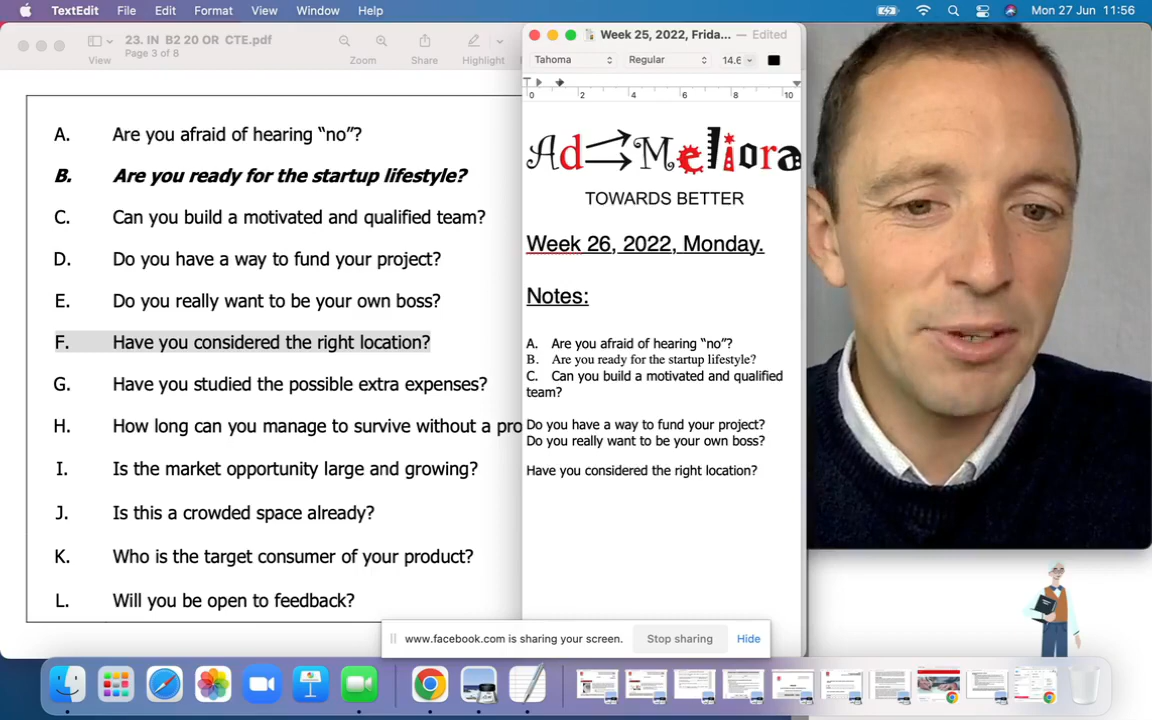 TextEdit File Edit Format View Window Help Mon 27 Jun 11:56
23. IN B2 20 OR CTE.pdf
Page 3 of 8
View Zoom Share Highlight
A. Are you afraid of hearing “no”?
B. Are you ready for the startup lifestyle?
C. Can you build a motivated and qualified team?
D. Do you have a way to fund your project?
E. Do you really want to be your own boss?
F. Have you considered the right location?
G. Have you studied the possible extra expenses?
H. How long can you manage to survive without a pro
I. Is the market opportunity large and growing?
J. Is this a crowded space already?
K. Who is the target consumer of your product?
L. Will you be open to feedback?
Week 25, 2022, Frida... — Edited
Tahoma Regular 14.6
0 2 4 6 8 10
Ad Meliora
TOWARDS BETTER
Week 26, 2022, Monday.
Notes:
A. Are you afraid of hearing “no”?
B. Are you ready for the startup lifestyle?
C. Can you build a motivated and qualified
team?
Do you have a way to fund your project?
Do you really want to be your own boss?
Have you considered the right location?
www.facebook.com is sharing your screen. Stop sharing Hide